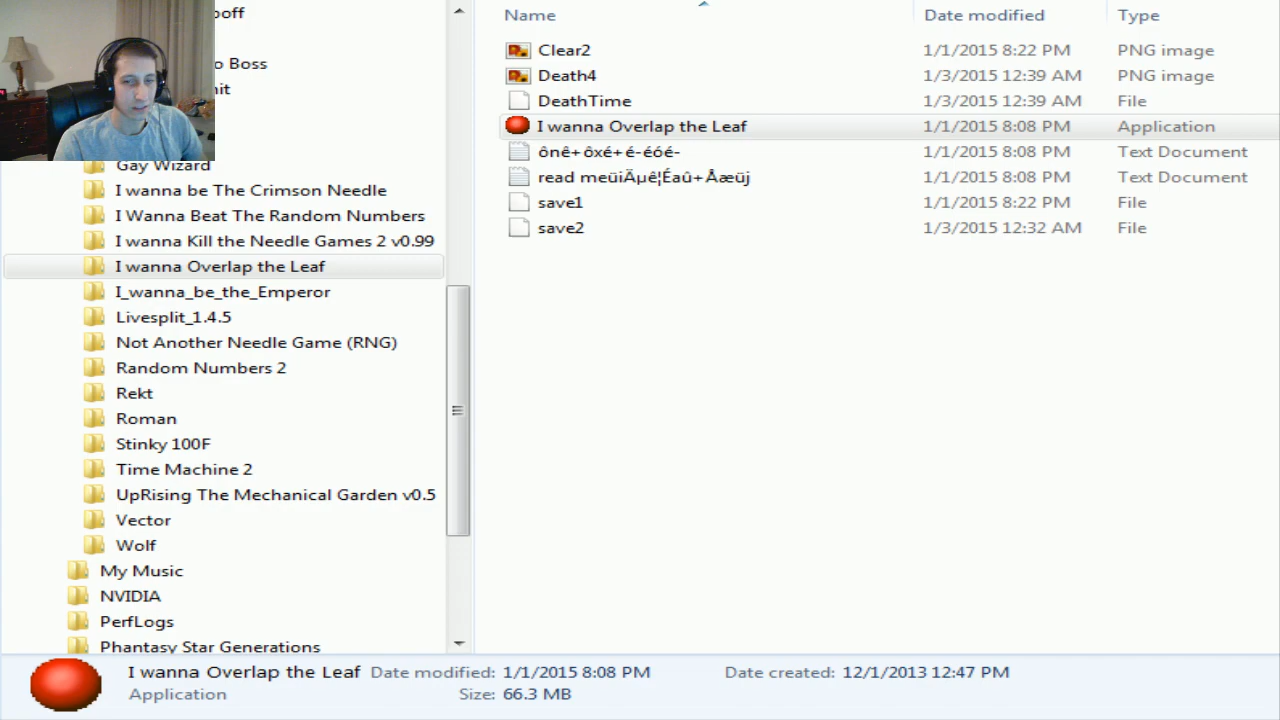 boff
o Boss
nit
Gay Wizard
I wanna be The Crimson Needle
I Wanna Beat The Random Numbers
I wanna Kill the Needle Games 2 v0.99
I wanna Overlap the Leaf
I_wanna_be_the_Emperor
Livesplit_1.4.5
Not Another Needle Game (RNG)
Random Numbers 2
Rekt
Roman
Stinky 100F
Time Machine 2
UpRising The Mechanical Garden v0.5
Vector
Wolf
My Music
NVIDIA
PerfLogs
Phantasy Star Generations
Name Date modified Type
Clear2 1/1/2015 8:22 PM PNG image
Death4 1/3/2015 12:39 AM PNG image
DeathTime 1/3/2015 12:39 AM File
I wanna Overlap the Leaf 1/1/2015 8:08 PM Application
ônê+ôxé+é-éóé- 1/1/2015 8:08 PM Text Document
read meüiÄµê¦Éaû+Åæüj 1/1/2015 8:08 PM Text Document
save1 1/1/2015 8:22 PM File
save2 1/3/2015 12:32 AM File
I wanna Overlap the Leaf Date modified: 1/1/2015 8:08 PM Date created: 12/1/2013 12:47 PM
Application Size: 66.3 MB